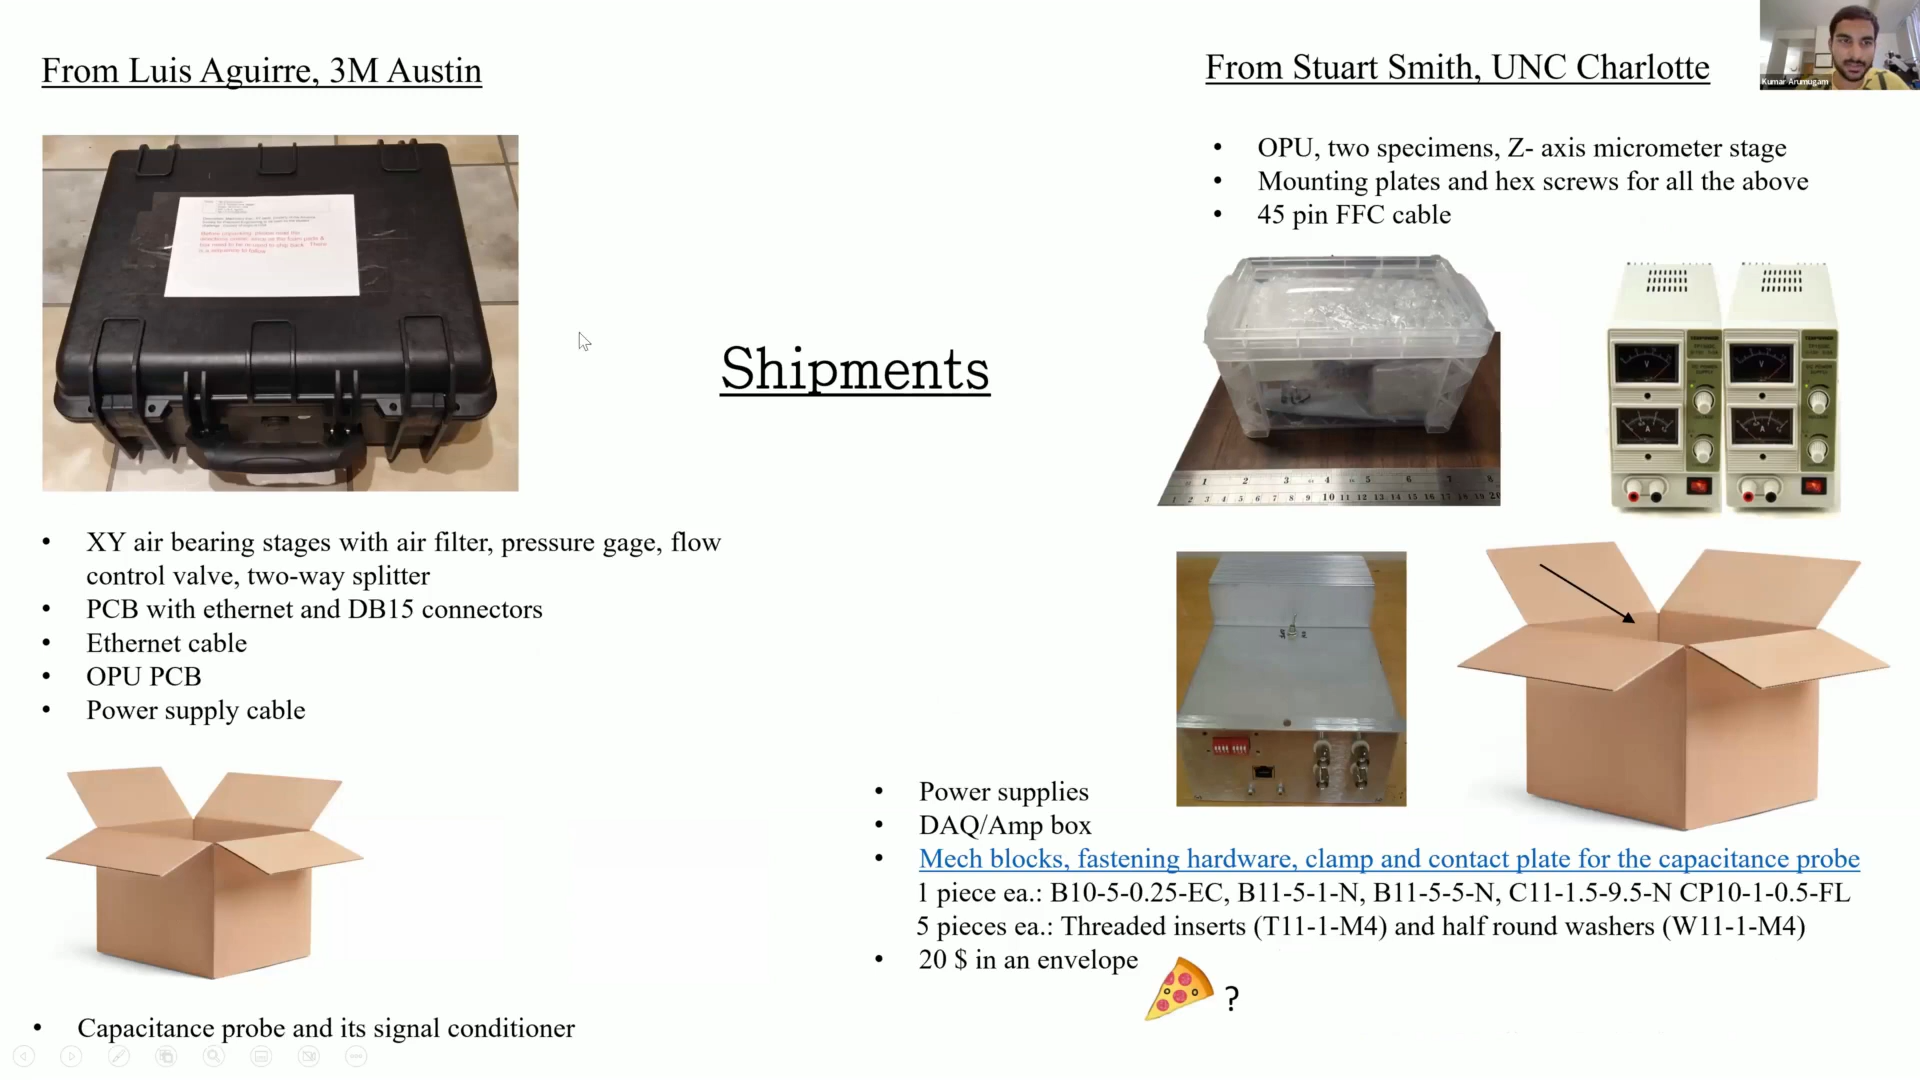 From Luis Aguirre, 3M Austin
From Stuart Smith, UNC Charlotte
Kumar Arumugam
• OPU, two specimens, Z- axis micrometer stage
• Mounting plates and hex screws for all the above
• 45 pin FFC cable
Shipments
• XY air bearing stages with air filter, pressure gage, flow
control valve, two-way splitter
• PCB with ethernet and DB15 connectors
• Ethernet cable
• OPU PCB
• Power supply cable
• Power supplies
• DAQ/Amp box
• Mech blocks, fastening hardware, clamp and contact plate for the capacitance probe
1 piece ea.: B10-5-0.25-EC, B11-5-1-N, B11-5-5-N, C11-1.5-9.5-N CP10-1-0.5-FL
5 pieces ea.: Threaded inserts (T11-1-M4) and half round washers (W11-1-M4)
• 20 $ in an envelope
?
• Capacitance probe and its signal conditioner